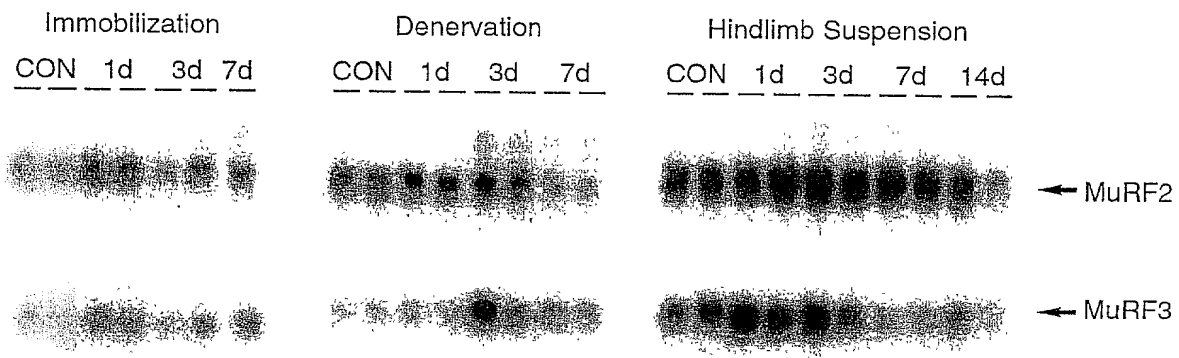 Immobilization Denervation Hindlimb Suspension
CON 1d 3d 7d CON 1d 3d 7d CON 1d 3d 7d 14d
MuRF2
MuRF3